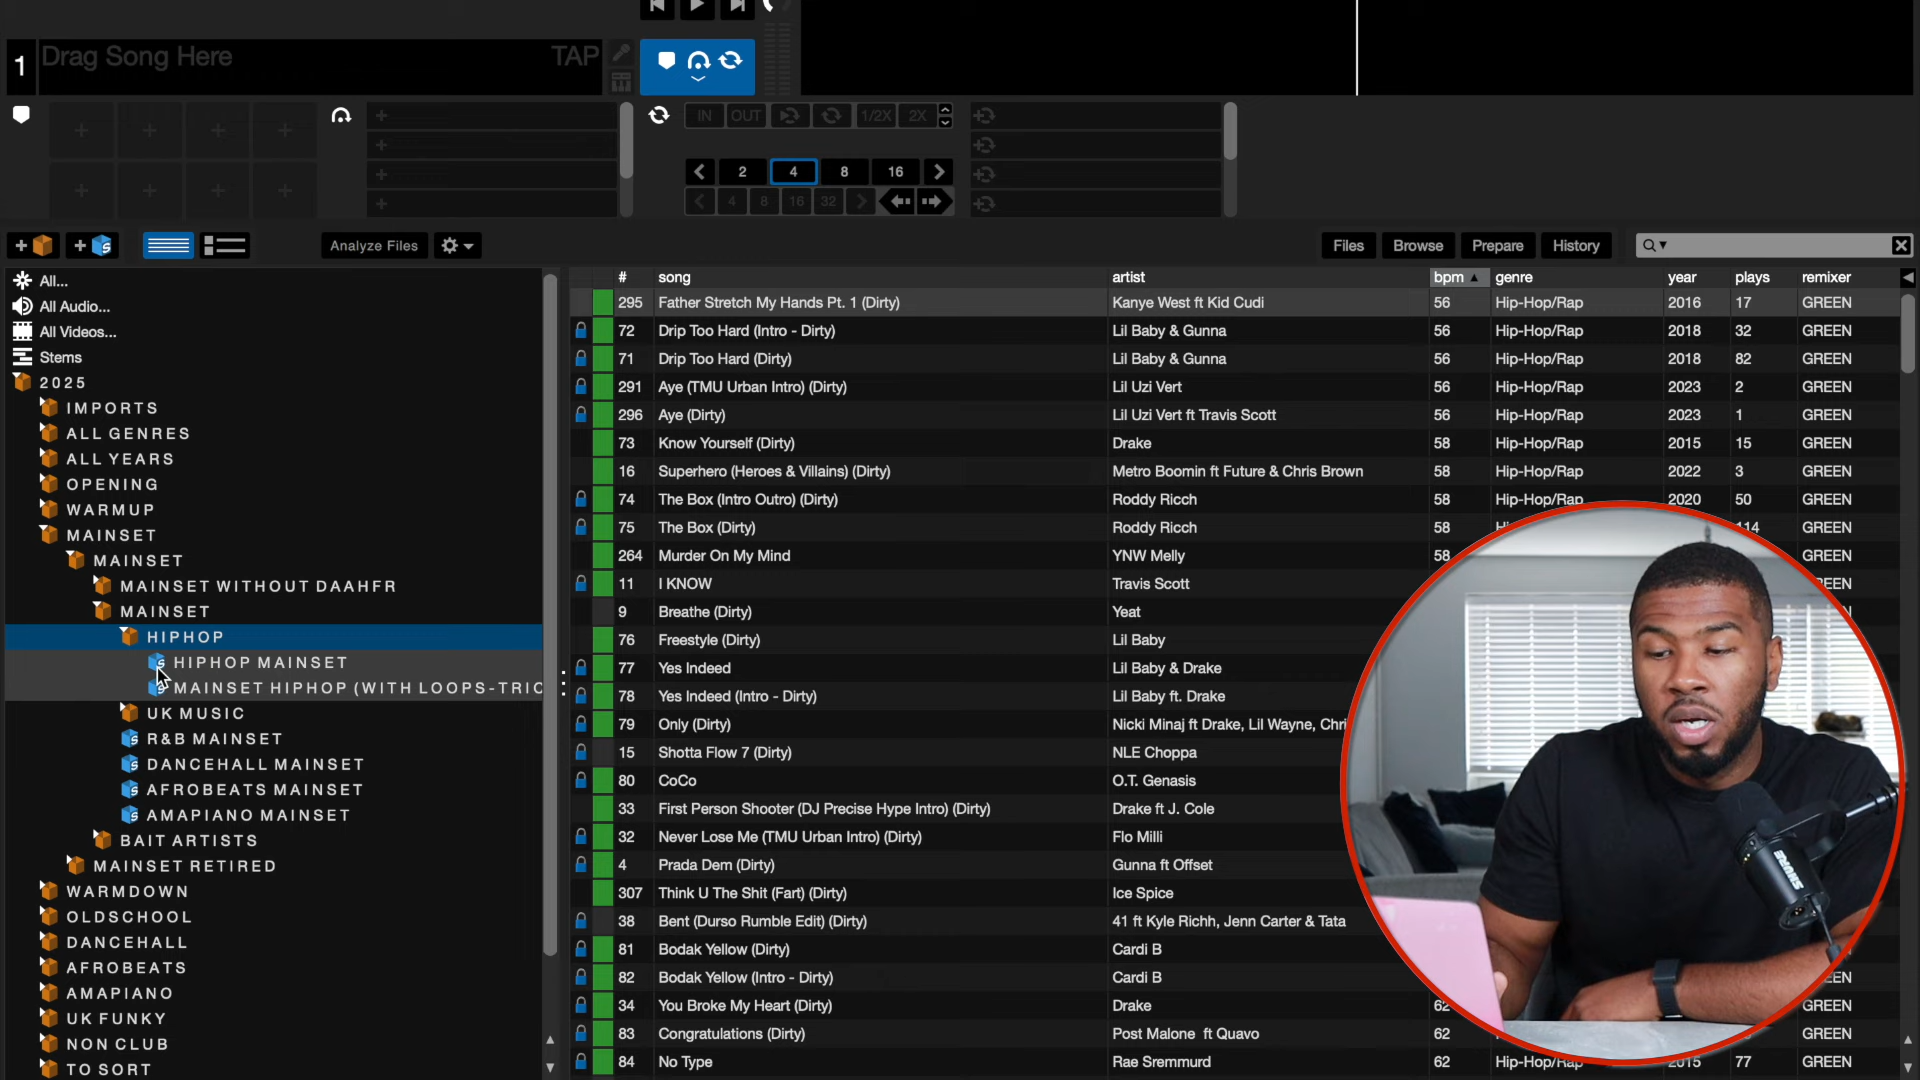 1 Drag Song Here TAP
IN OUT 1/2X 2X
2 4 8 16
4 8 16 32
Analyze Files
Files Browse Prepare History
All...
All Audio...
All Videos...
Stems
2025
IMPORTS
ALL GENRES
ALL YEARS
OPENING
WARMUP
MAINSET
MAINSET
MAINSET WITHOUT DAAHFR
MAINSET
HIPHOP
HIPHOP MAINSET
MAINSET HIPHOP (WITH LOOPS-TRIC
UK MUSIC
R&B MAINSET
DANCEHALL MAINSET
AFROBEATS MAINSET
AMAPIANO MAINSET
BAIT ARTISTS
MAINSET RETIRED
WARMDOWN
OLDSCHOOL
DANCEHALL
AFROBEATS
AMAPIANO
UK FUNKY
NON CLUB
TO SORT
# song artist bpm genre year plays remixer
295 Father Stretch My Hands Pt. 1 (Dirty) Kanye West ft Kid Cudi 56 Hip-Hop/Rap 2016 17 GREEN
72 Drip Too Hard (Intro - Dirty) Lil Baby & Gunna 56 Hip-Hop/Rap 2018 32 GREEN
71 Drip Too Hard (Dirty) Lil Baby & Gunna 56 Hip-Hop/Rap 2018 82 GREEN
291 Aye (TMU Urban Intro) (Dirty) Lil Uzi Vert 56 Hip-Hop/Rap 2023 2 GREEN
296 Aye (Dirty) Lil Uzi Vert ft Travis Scott 56 Hip-Hop/Rap 2023 1 GREEN
73 Know Yourself (Dirty) Drake 58 Hip-Hop/Rap 2015 15 GREEN
16 Superhero (Heroes & Villains) (Dirty) Metro Boomin ft Future & Chris Brown 58 Hip-Hop/Rap 2022 3 GREEN
74 The Box (Intro Outro) (Dirty) Roddy Ricch 58 Hip-Hop/Rap 2020 50 GREEN
75 The Box (Dirty) Roddy Ricch 58 114 GREEN
264 Murder On My Mind YNW Melly 58 GREEN
11 I KNOW Travis Scott
9 Breathe (Dirty) Yeat
76 Freestyle (Dirty) Lil Baby
77 Yes Indeed Lil Baby & Drake
78 Yes Indeed (Intro - Dirty) Lil Baby ft. Drake
79 Only (Dirty) Nicki Minaj ft Drake, Lil Wayne, Chri
15 Shotta Flow 7 (Dirty) NLE Choppa
80 CoCo O.T. Genasis
33 First Person Shooter (DJ Precise Hype Intro) (Dirty) Drake ft J. Cole
32 Never Lose Me (TMU Urban Intro) (Dirty) Flo Milli
4 Prada Dem (Dirty) Gunna ft Offset
307 Think U The Shit (Fart) (Dirty) Ice Spice
38 Bent (Durso Rumble Edit) (Dirty) 41 ft Kyle Richh, Jenn Carter & Tata
81 Bodak Yellow (Dirty) Cardi B
82 Bodak Yellow (Intro - Dirty) Cardi B
34 You Broke My Heart (Dirty) Drake 62 GREEN
83 Congratulations (Dirty) Post Malone ft Quavo 62 GREEN
84 No Type Rae Sremmurd 62 Hip-Hop/Rap 2015 77 GREEN
SHURE